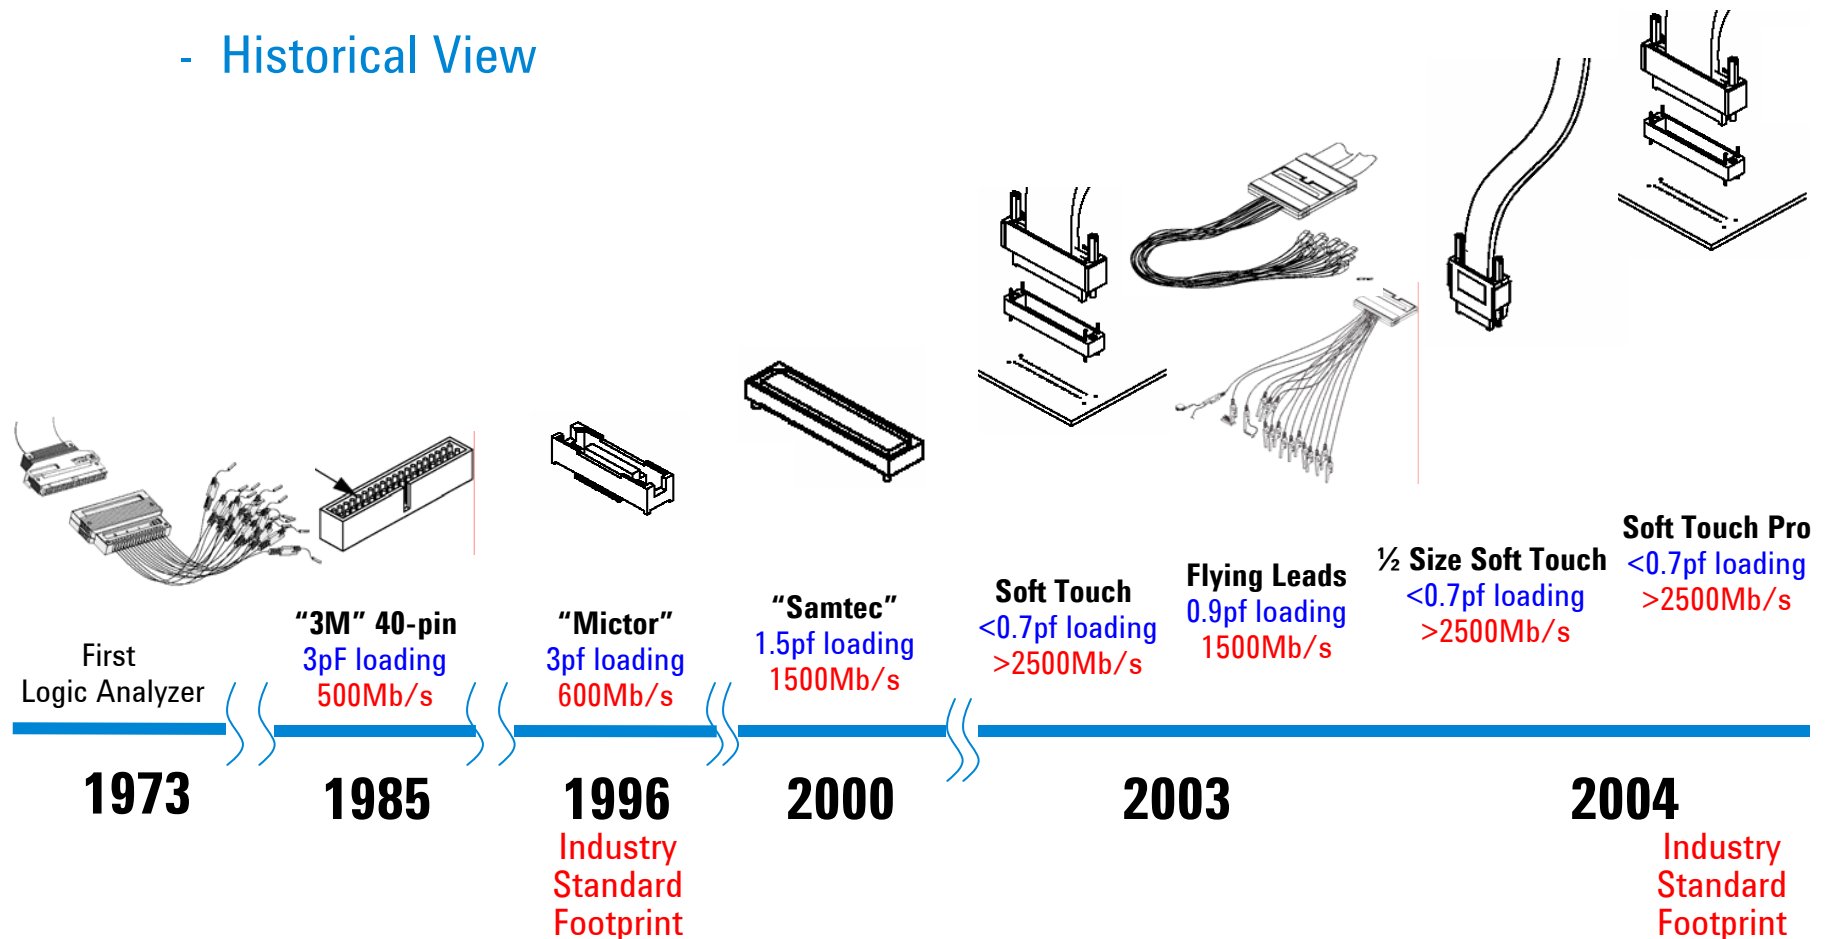 - Historical View
First
Logic Analyzer
“3M” 40-pin
3pF loading
500Mb/s
“Mictor”
3pf loading
600Mb/s
“Samtec”
1.5pf loading
1500Mb/s
Soft Touch
<0.7pf loading
>2500Mb/s
Flying Leads
0.9pf loading
1500Mb/s
½ Size Soft Touch
<0.7pf loading
>2500Mb/s
Soft Touch Pro
<0.7pf loading
>2500Mb/s
1973
1985
1996
Industry
Standard
Footprint
2000
2003
2004
Industry
Standard
Footprint